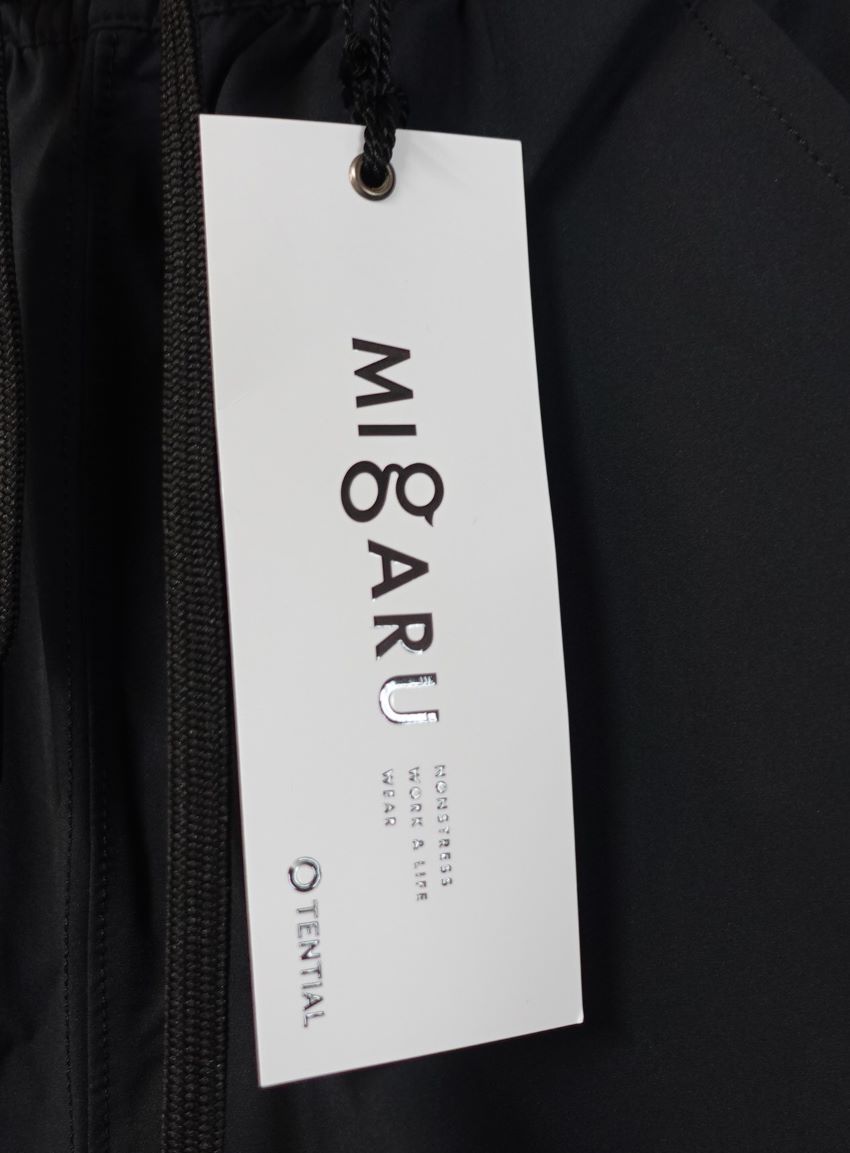 MIgARU
NONSTRESS
WORK & LIFE
WEAR
TENTIAL